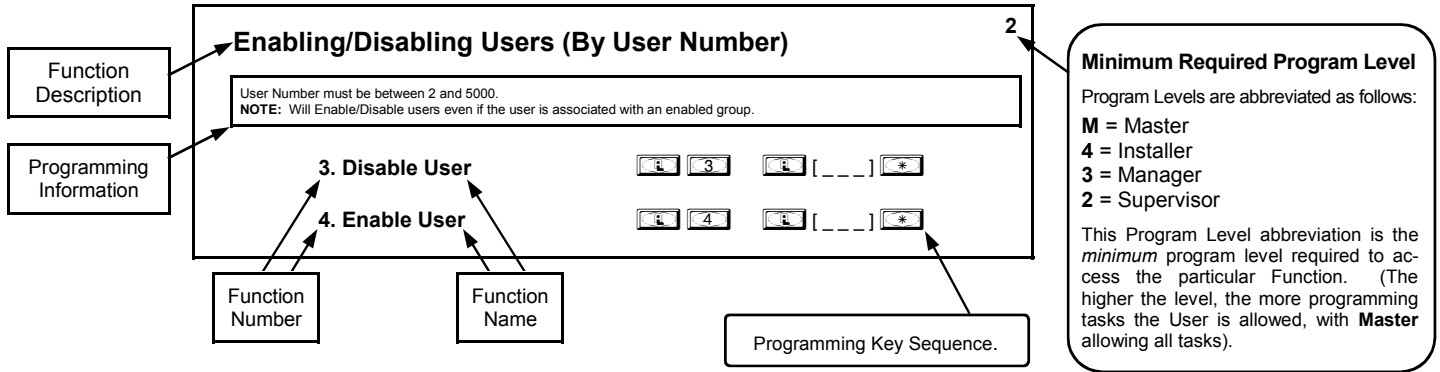 Enabling/Disabling Users (By User Number)
2
Function
Description
User Number must be between 2 and 5000.
NOTE: Will Enable/Disable users even if the user is associated with an enabled group.
Programming
Information
3. Disable User
3 [ _ _ _ ] *
4. Enable User
4 [ _ _ _ ] *
Function
Number
Function
Name
Programming Key Sequence.
Minimum Required Program Level
Program Levels are abbreviated as follows:
M = Master
4 = Installer
3 = Manager
2 = Supervisor
This Program Level abbreviation is the
minimum program level required to ac-
cess the particular Function. (The
higher the level, the more programming
tasks the User is allowed, with Master
allowing all tasks).